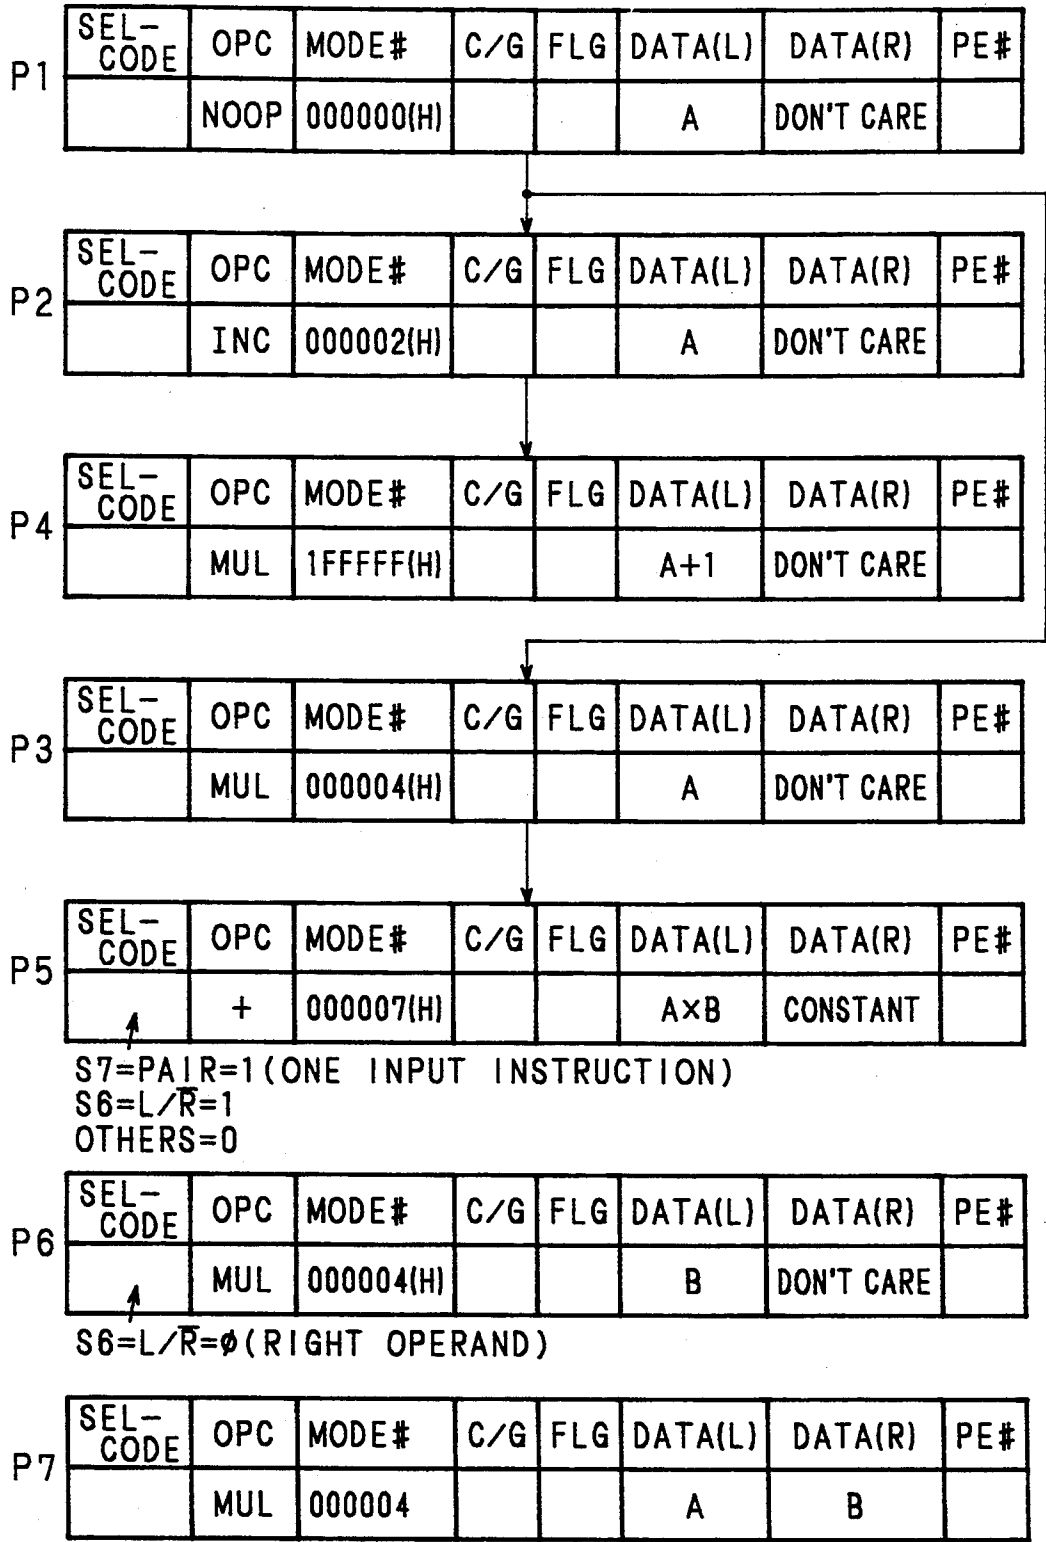 P1
SEL-CODE OPC MODE# C/G FLG DATA(L) DATA(R) PE#
NOOP 000000(H) A DON'T CARE
P2
SEL-CODE OPC MODE# C/G FLG DATA(L) DATA(R) PE#
INC 000002(H) A DON'T CARE
P4
SEL-CODE OPC MODE# C/G FLG DATA(L) DATA(R) PE#
MUL 1FFFFF(H) A+1 DON'T CARE
P3
SEL-CODE OPC MODE# C/G FLG DATA(L) DATA(R) PE#
MUL 000004(H) A DON'T CARE
P5
SEL-CODE OPC MODE# C/G FLG DATA(L) DATA(R) PE#
+ 000007(H) A×B CONSTANT
S7=PAIR=1(ONE INPUT INSTRUCTION)
S6=L/R̅=1
OTHERS=0
P6
SEL-CODE OPC MODE# C/G FLG DATA(L) DATA(R) PE#
MUL 000004(H) B DON'T CARE
S6=L/R̅=ø(RIGHT OPERAND)
P7
SEL-CODE OPC MODE# C/G FLG DATA(L) DATA(R) PE#
MUL 000004 A B